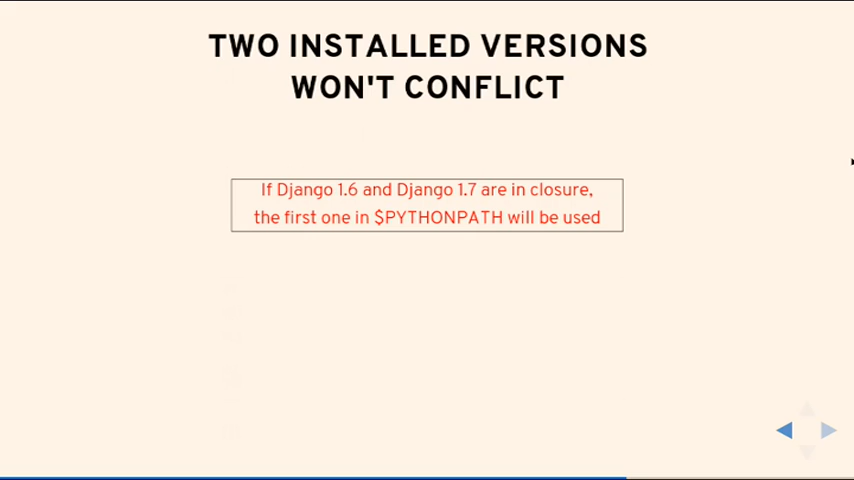 TWO INSTALLED VERSIONS
WON'T CONFLICT
If Django 1.6 and Django 1.7 are in closure,
the first one in $PYTHONPATH will be used